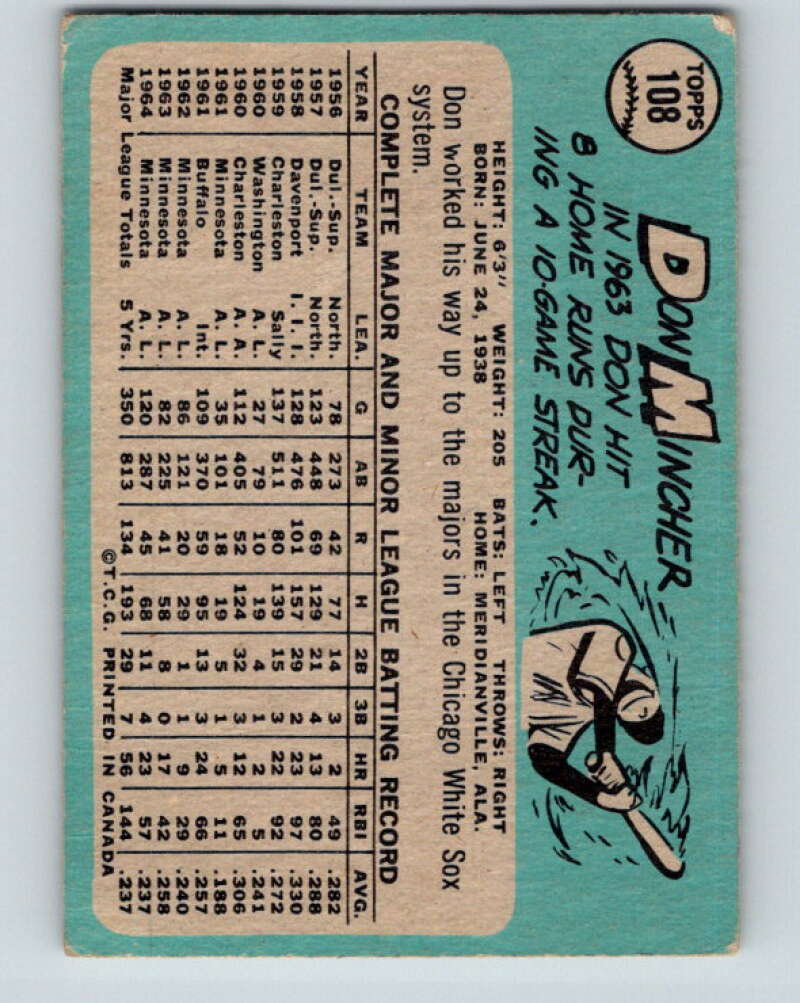 TOPPS
108
DON MINCHER
IN 1963 DON HIT
8 HOME RUNS DUR-
ING A 10-GAME STREAK.
HEIGHT: 6'3" WEIGHT: 205 BATS: LEFT THROWS: RIGHT
BORN: JUNE 24, 1938 HOME: MERIDIANVILLE, ALA.
Don worked his way up to the majors in the Chicago White Sox
system.
COMPLETE MAJOR AND MINOR LEAGUE BATTING RECORD
YEAR TEAM LEA. G AB R H 2B 3B HR RBI AVG.
1956 Dul.-Sup. North. 78 273 42 77 14 3 2 49 .282
1957 Dul.-Sup. North. 123 448 69 129 21 4 13 80 .288
1958 Davenport I. I. I. 128 476 101 157 29 2 23 97 .330
1959 Charleston Sally 137 511 80 139 15 3 22 92 .272
1960 Washington A. L. 27 79 10 19 4 1 2 5 .241
1960 Charleston A. A. 112 405 52 124 32 3 12 65 .306
1961 Minnesota A. L. 35 101 18 19 5 1 5 11 .188
1961 Buffalo Int. 109 370 59 95 13 3 24 66 .257
1962 Minnesota A. L. 86 121 20 29 1 1 9 29 .240
1963 Minnesota A. L. 82 225 41 58 8 0 17 42 .258
1964 Minnesota A. L. 120 287 45 68 11 4 23 57 .237
Major League Totals 5 Yrs. 350 813 134 193 29 7 56 144 .237
©T.C.G. PRINTED IN CANADA